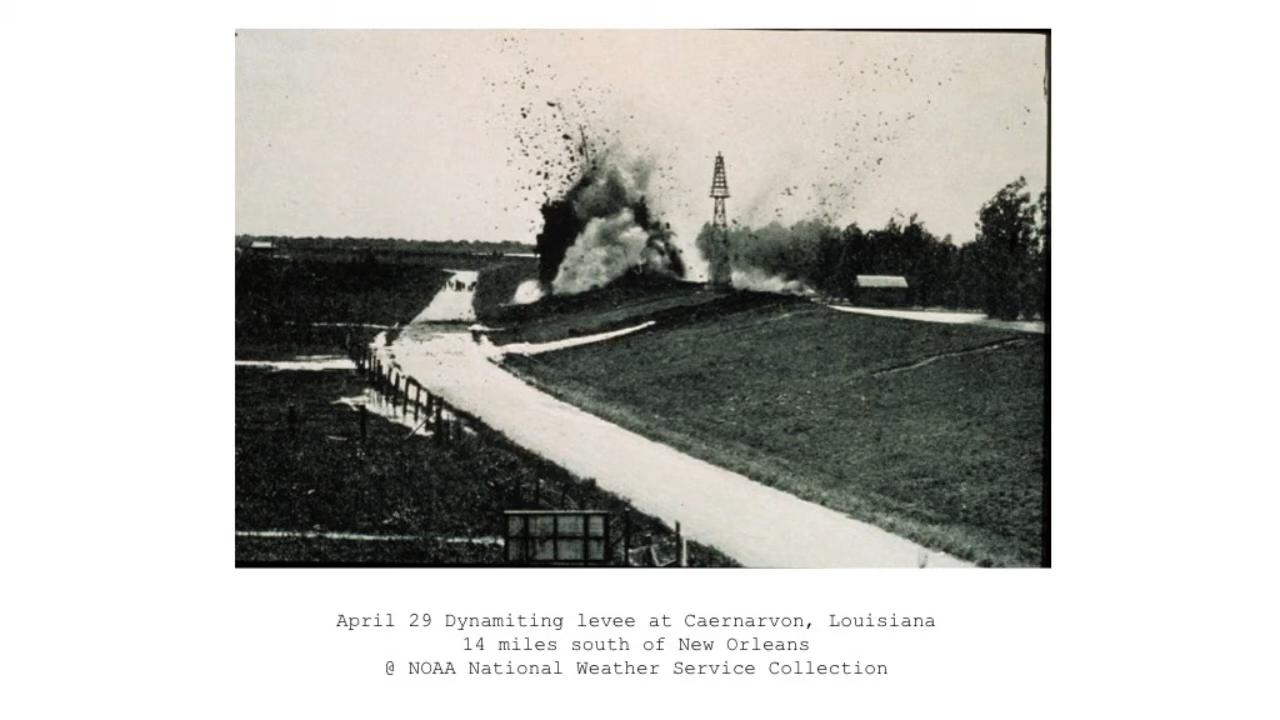 April 29 Dynamiting levee at Caernarvon, Louisiana
14 miles south of New Orleans
@ NOAA National Weather Service Collection